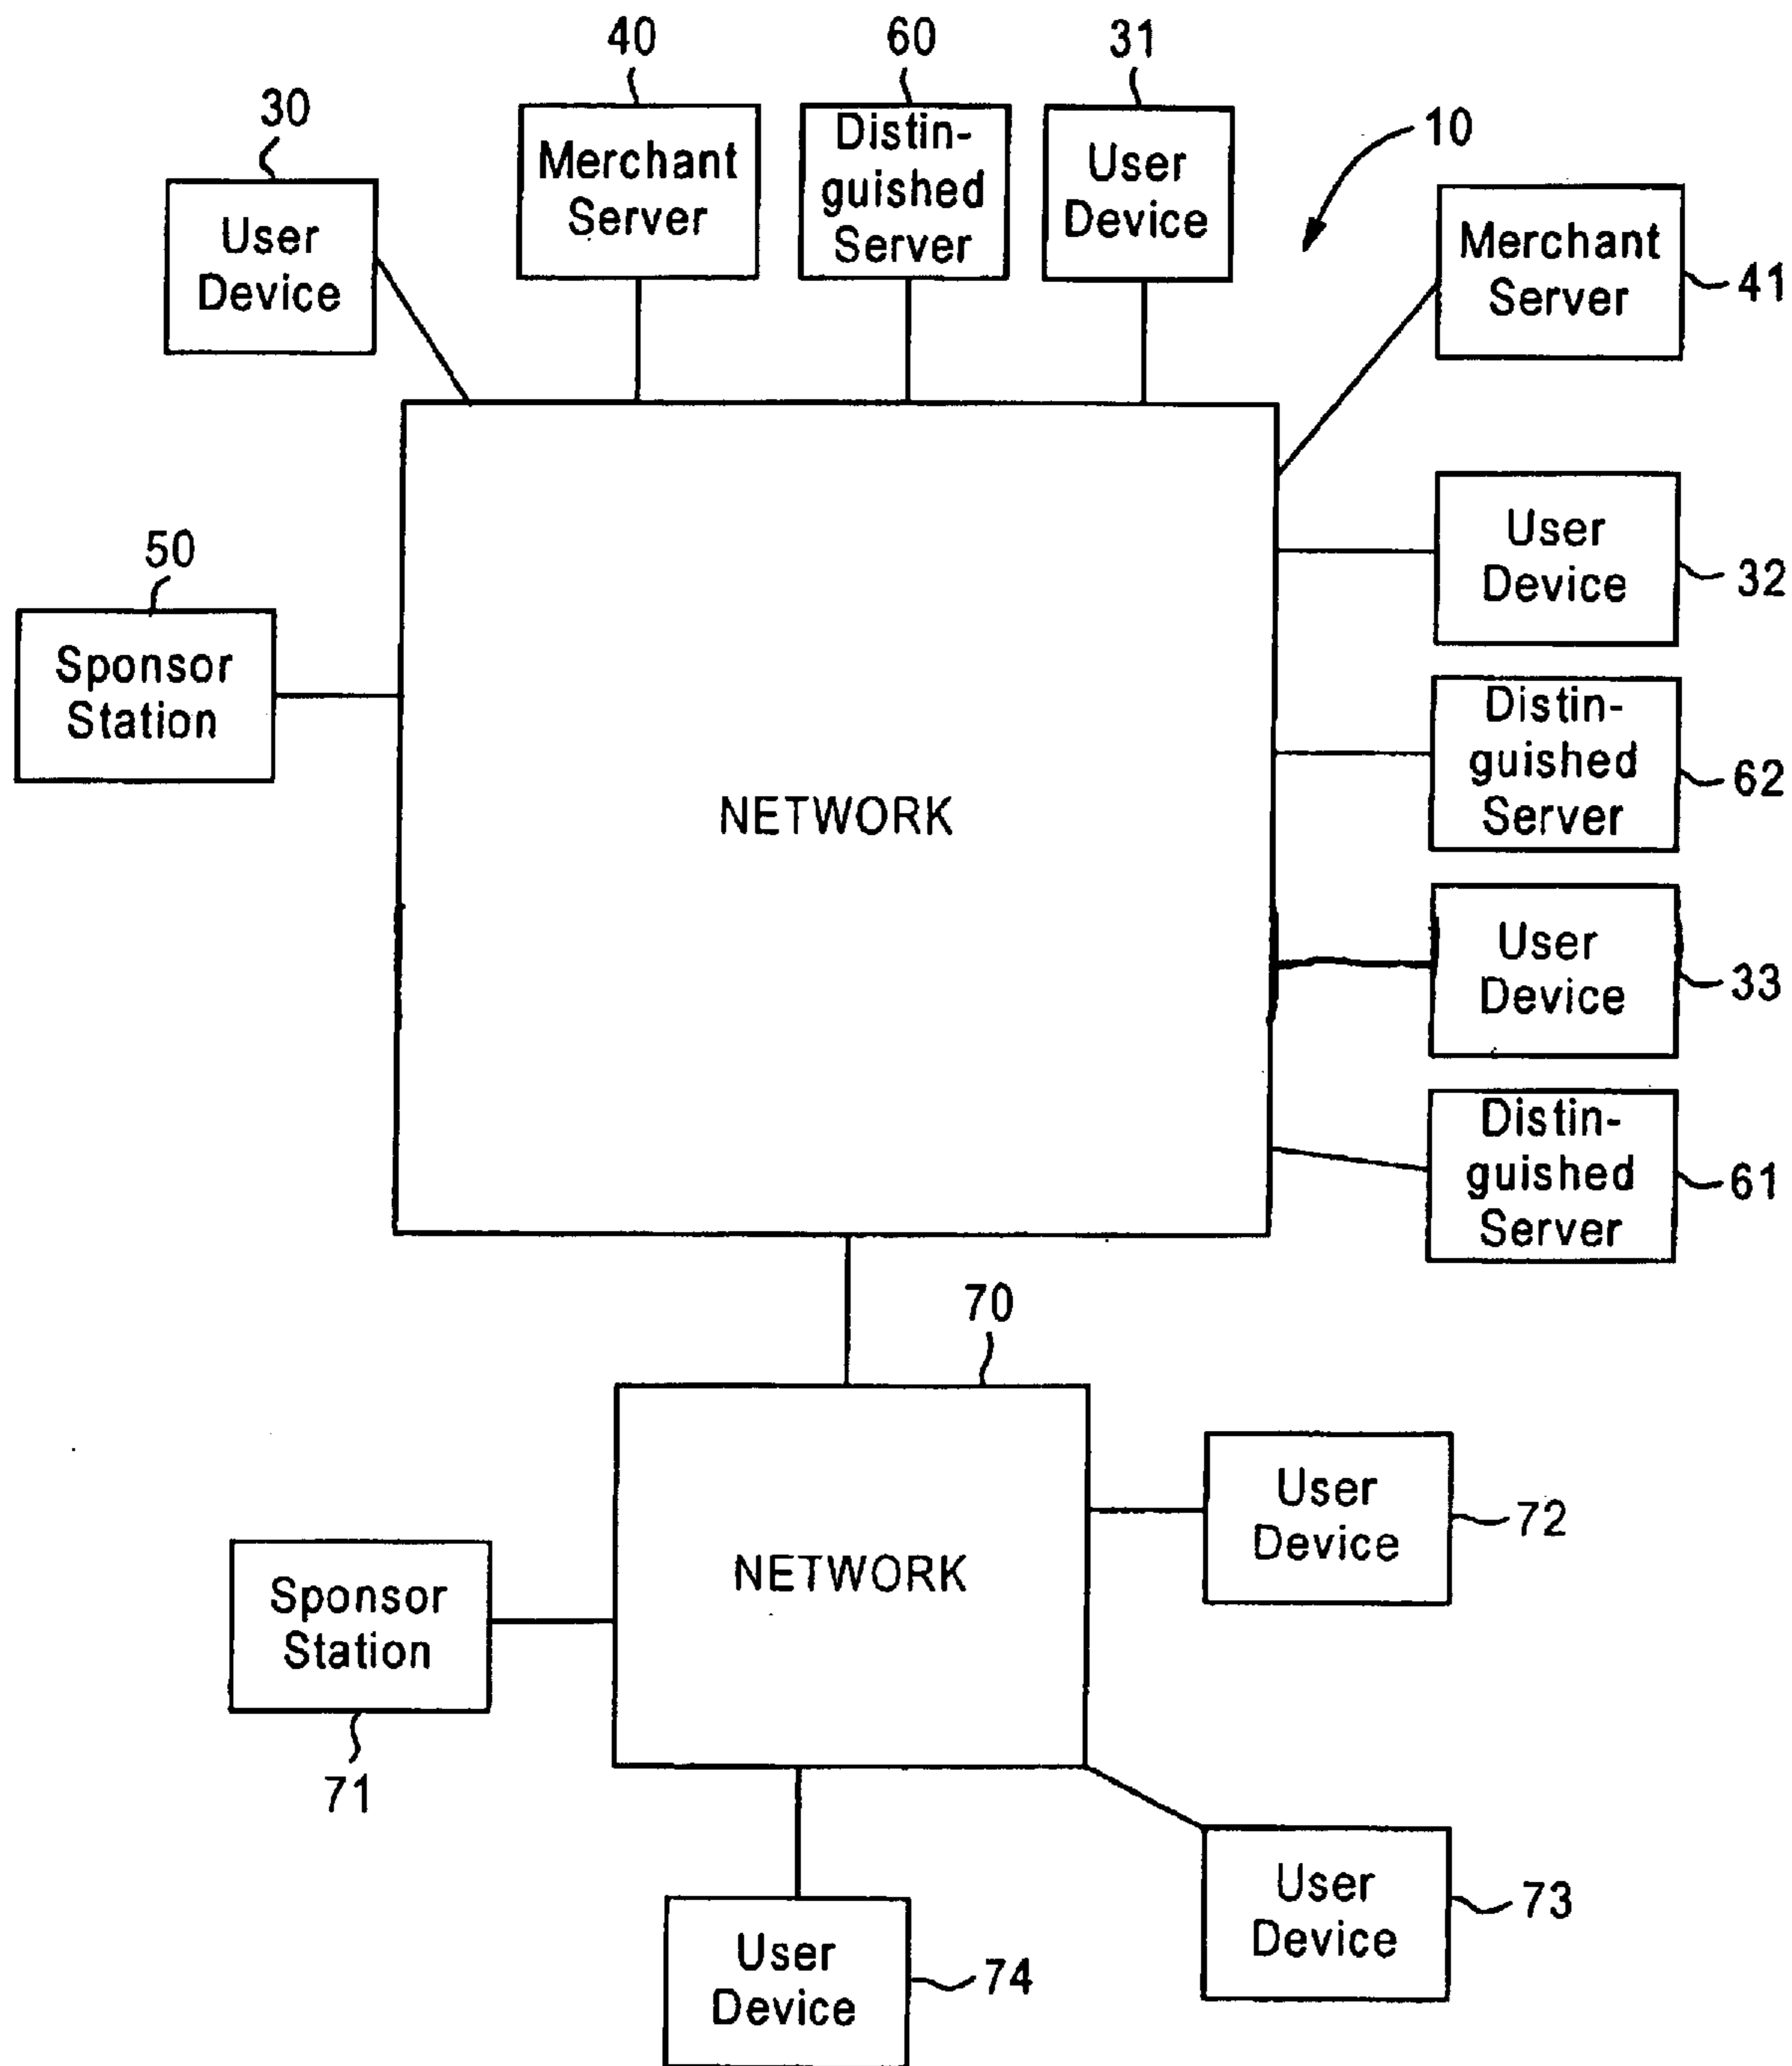 40
60
31
30
10
Merchant
Server
Distin-
guished
Server
User
Device
User
Device
Merchant
Server
41
50
User
Device
32
Sponsor
Station
Distin-
guished
Server
62
NETWORK
User
Device
33
Distin-
guished
Server
61
70
User
Device
72
NETWORK
Sponsor
Station
71
User
Device
73
User
Device
74